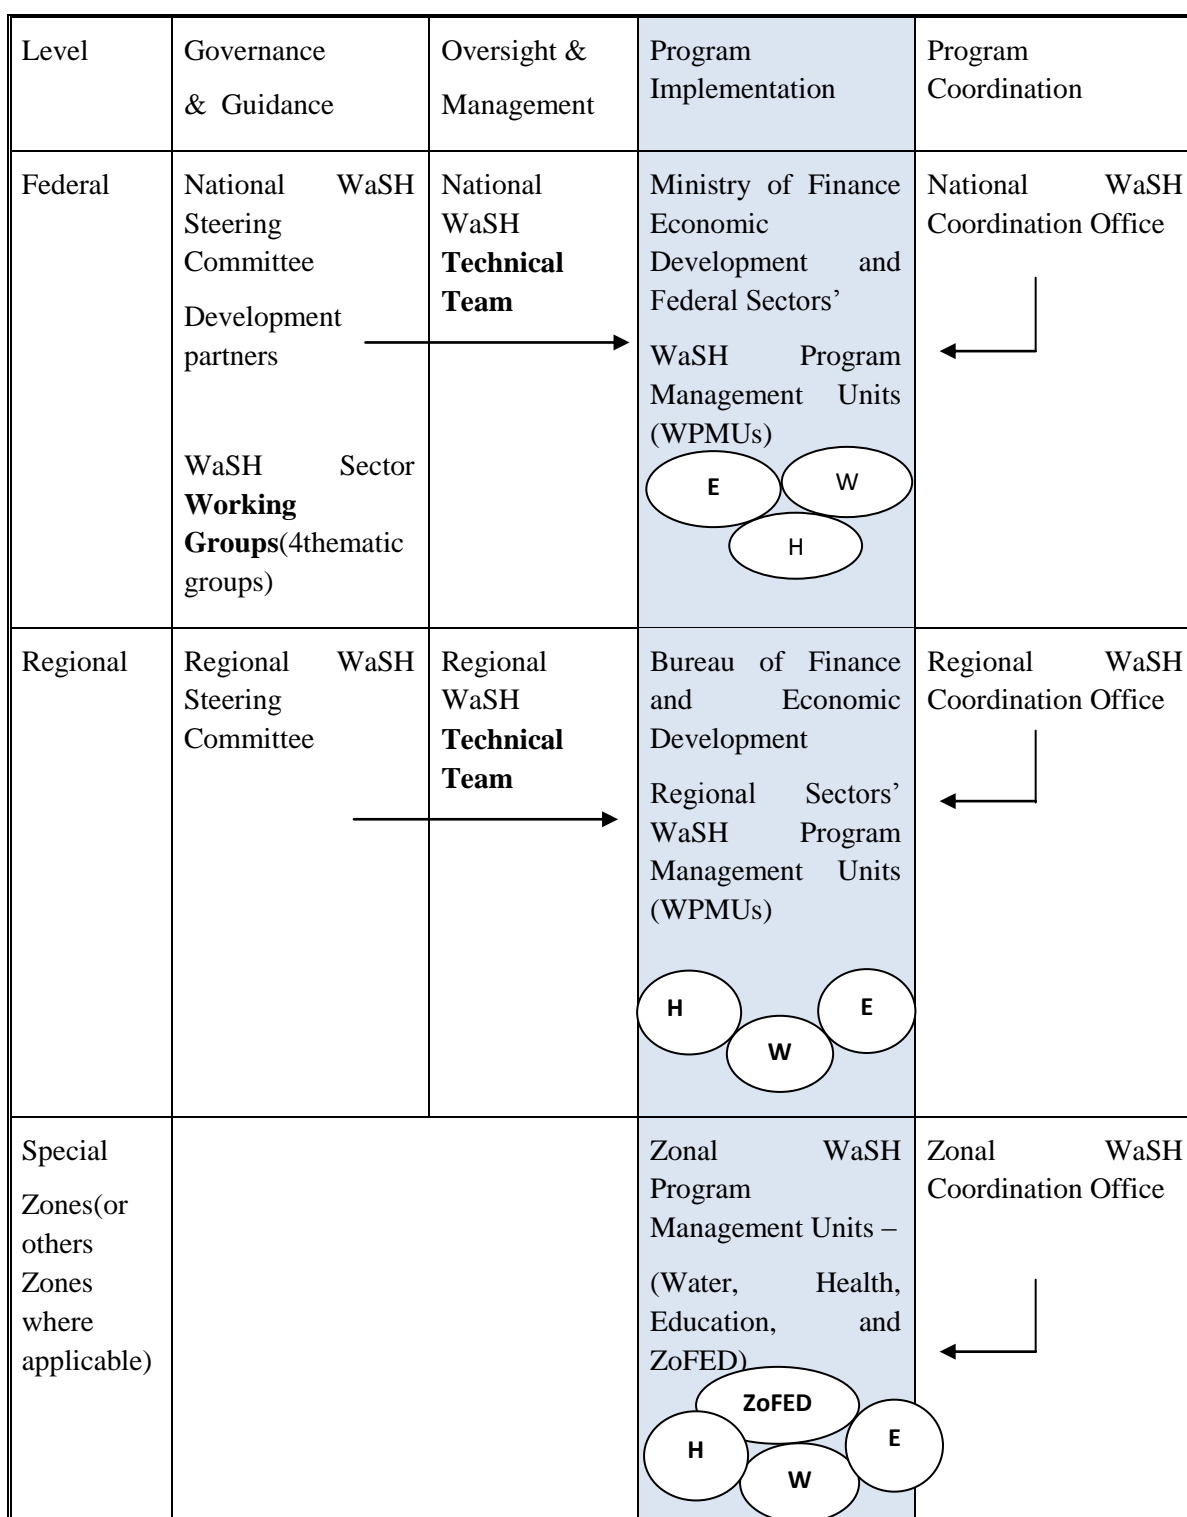 Level
Governance
& Guidance
Oversight &
Management
Program
Implementation
Program
Coordination
Federal
National WaSH
Steering
Committee
Development
partners
WaSH Sector
Working
Groups(4thematic
groups)
National
WaSH
Technical
Team
Ministry of Finance
Economic
Development and
Federal Sectors’
WaSH Program
Management Units
(WPMUs)
E
W
H
National WaSH
Coordination Office
Regional
Regional WaSH
Steering
Committee
Regional
WaSH
Technical
Team
Bureau of Finance
and Economic
Development
Regional Sectors’
WaSH Program
Management Units
(WPMUs)
H
E
W
Regional WaSH
Coordination Office
Special
Zones(or
others
Zones
where
applicable)
Zonal WaSH
Program
Management Units –
(Water, Health,
Education, and
ZoFED)
ZoFED
H
E
W
Zonal WaSH
Coordination Office